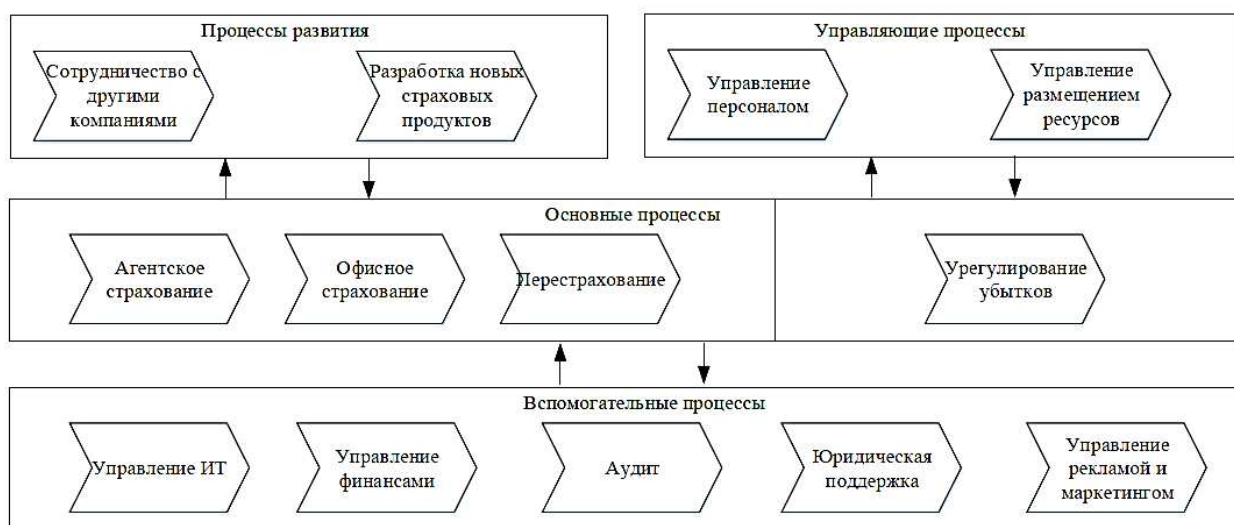 Процессы развития
Сотрудничество с
другими
компаниями
Разработка новых
страховых
продуктов
Управляющие процессы
Управление
персоналом
Управление
размещением
ресурсов
Основные процессы
Агентское
страхование
Офисное
страхование
Перестрахование
Урегулирование
убытков
Вспомогательные процессы
Управление ИТ
Управление
финансами
Аудит
Юридическая
поддержка
Управление
рекламой и
маркетингом